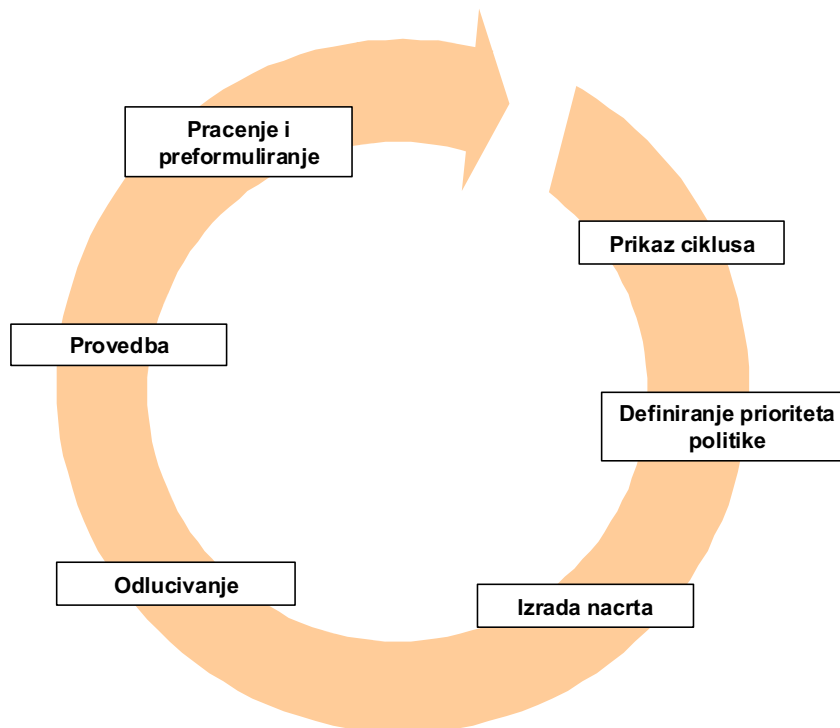 Pracenje i
preformuliranje
Prikaz ciklusa
Provedba
Definiranje prioriteta
politike
Odlucivanje
Izrada nacrta